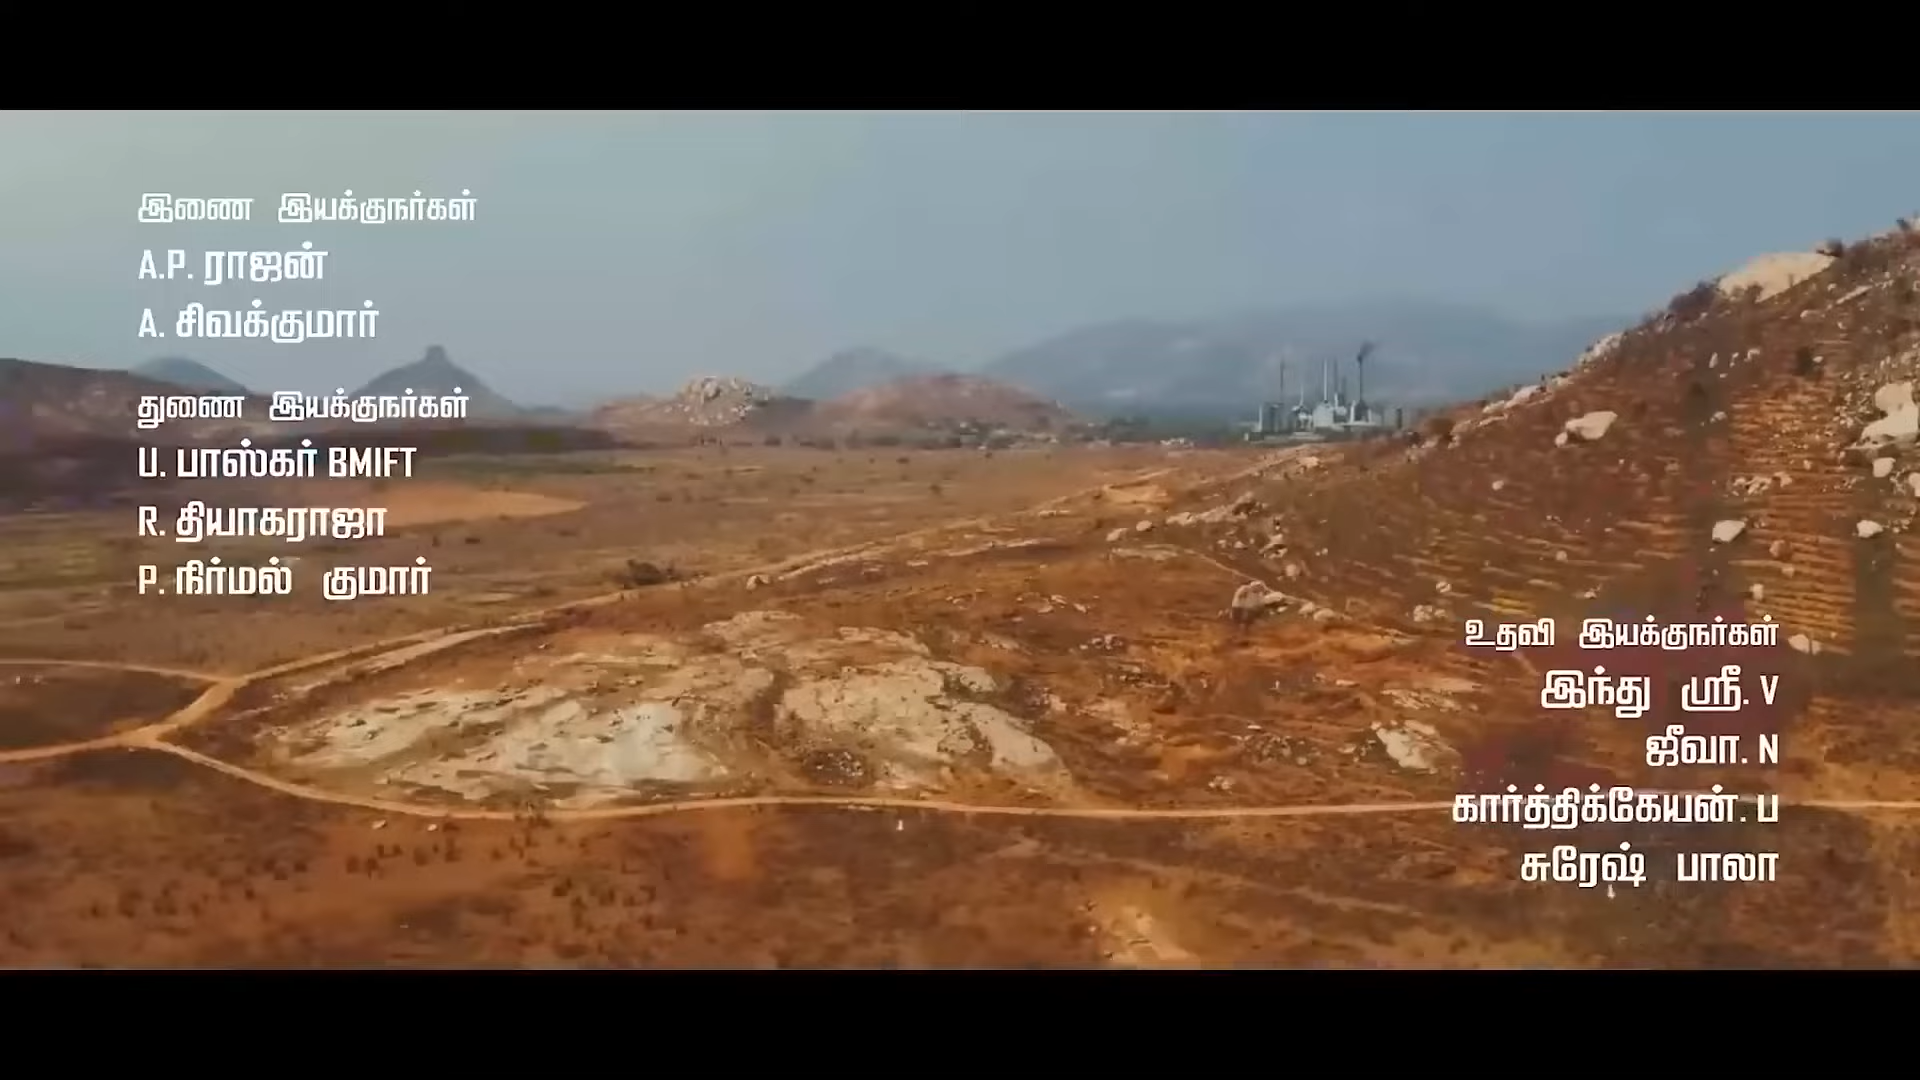 இணை இயக்குநர்கள்
A.P. ராஜன்
A. சிவக்குமார்
துணை இயக்குநர்கள்
U. பாஸ்கர் BMIFT
R. தியாகராஜா
P. நிர்மல் குமார்
உதவி இயக்குநர்கள்
இந்து ஸ்ரீ. V
ஜீவா. N
கார்த்திக்கேயன். U
சுரேஷ் பாலா